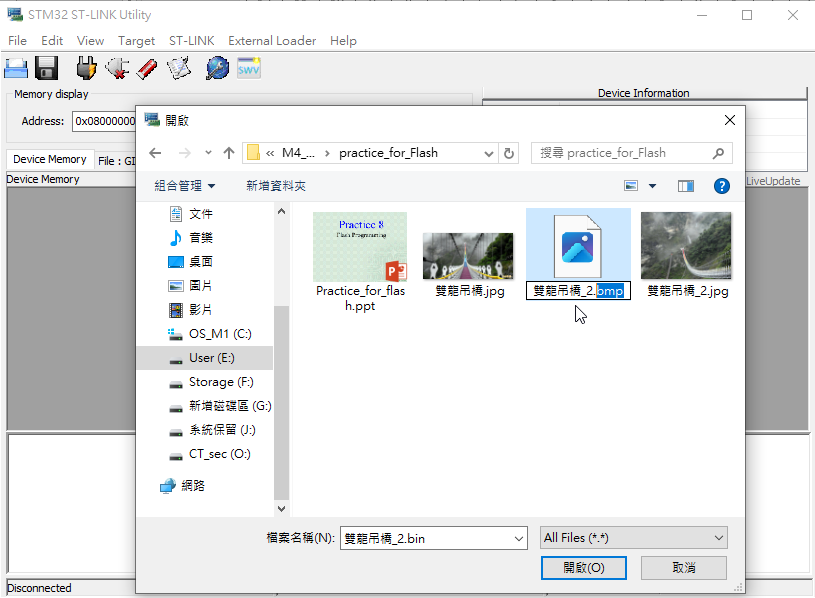 STM32 ST-LINK Utility
File Edit View Target ST-LINK External Loader Help
SWV
Memory display
Device Information
Address: 0x08000000
Device Memory File : GI
LiveUpdate
Device Memory
開啟
« M4_... › practice_for_Flash
搜尋 practice_for_Flash
組合管理 新增資料夾
文件
音樂
桌面
圖片
影片
OS_M1 (C:)
User (E:)
Storage (F:)
新增磁碟區 (G:)
系統保留 (J:)
CT_sec (O:)
網路
Practice 8
Flash Programming
Practice_for_flas
h.ppt
雙龍吊橋.jpg
雙龍吊橋_2.bmp
雙龍吊橋_2.jpg
檔案名稱(N): 雙龍吊橋_2.bin All Files (*.*)
開啟(O) 取消
Disconnected